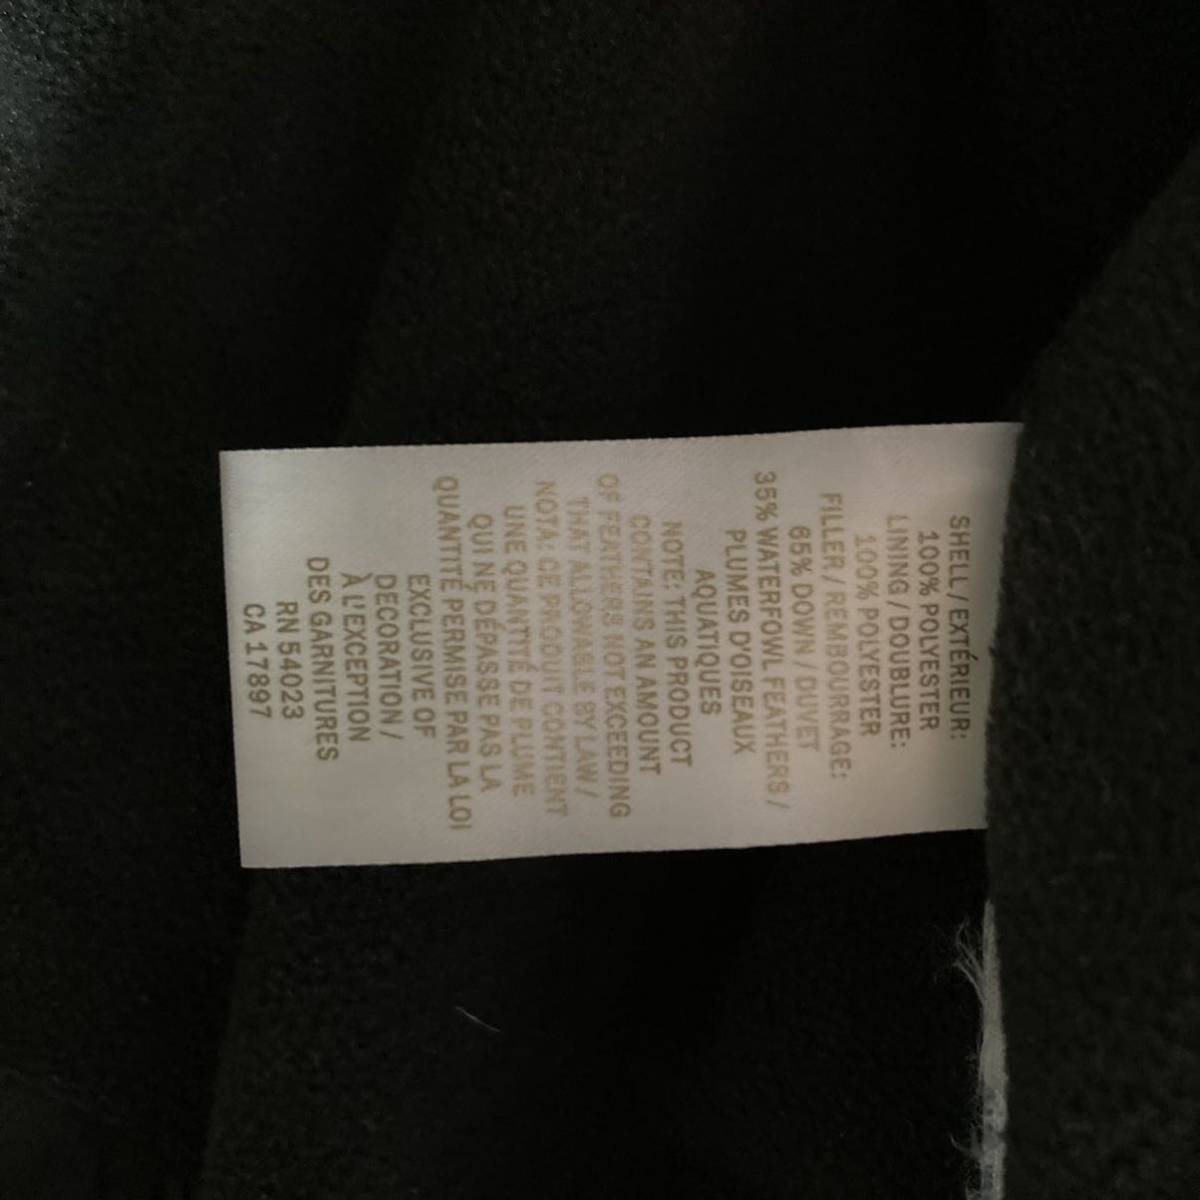 SHELL / EXTÉRIEUR:
100% POLYESTER
LINING / DOUBLURE:
100% POLYESTER
FILLER / REMBOURRAGE:
65% DOWN / DUVET
35% WATERFOWL FEATHERS /
PLUMES D'OISEAUX
AQUATIQUES
NOTE: THIS PRODUCT
CONTAINS AN AMOUNT
OF FEATHERS NOT EXCEEDING
THAT ALLOWABLE BY LAW /
NOTA: CE PRODUIT CONTIENT
UNE QUANTITÉ DE PLUME
QUI NE DÉPASSE PAS LA
QUANTITÉ PERMISE PAR LA LOI
EXCLUSIVE OF
DECORATION /
À L'EXCEPTION
DES GARNITURES
RN 54023
CA 17897